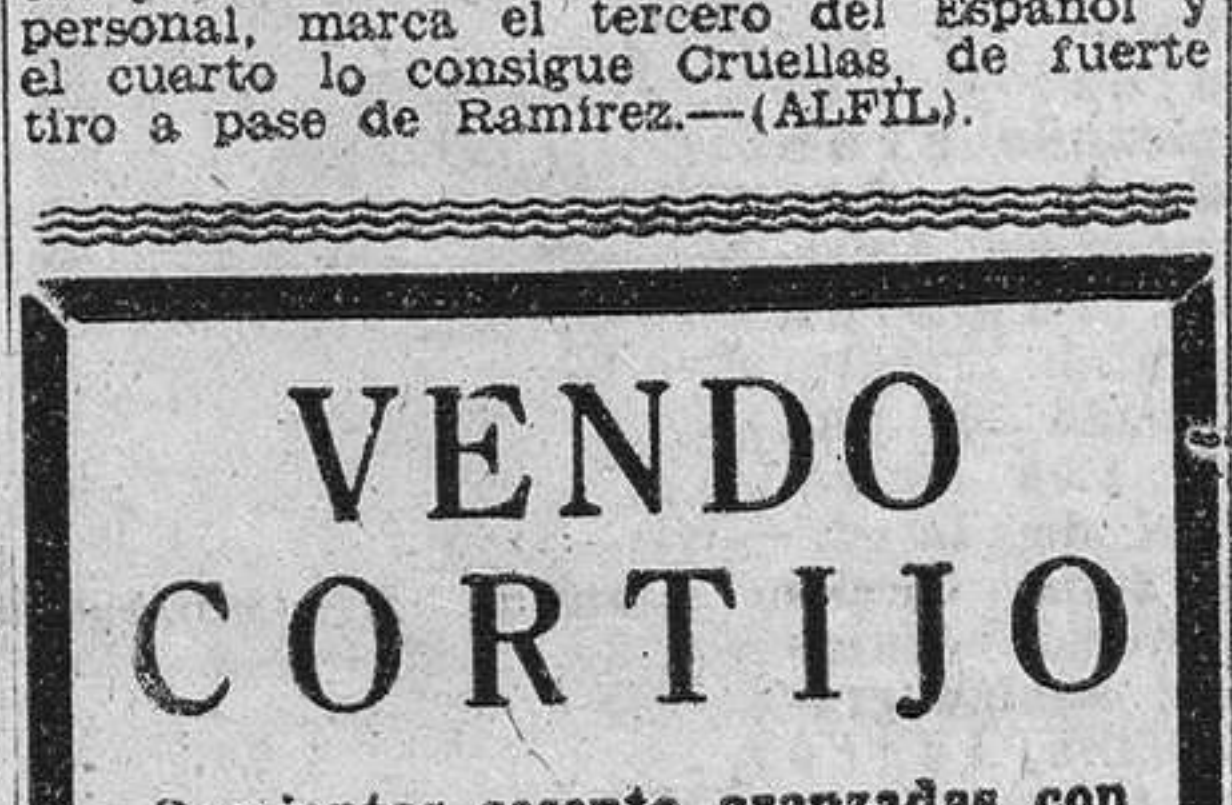 personal, marca el tercero del Español y
el cuarto lo consigue Cruellas, de fuerte
tiro a pase de Ramírez.—(ALFIL).
VENDO
CORTIJO
con